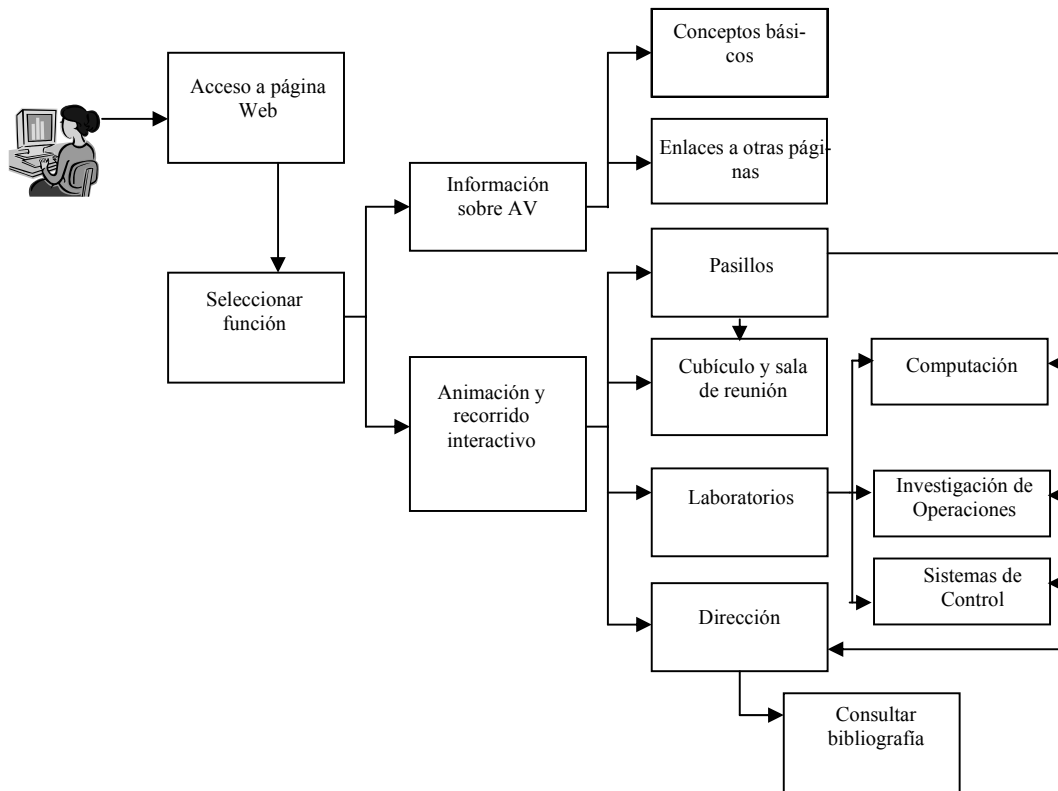 Acceso a página
Web
Seleccionar
función
Información
sobre AV
Animación y
recorrido
interactivo
Conceptos bási-
cos
Enlaces a otras pági-
nas
Pasillos
Cubículo y sala
de reunión
Laboratorios
Dirección
Computación
Investigación de
Operaciones
Sistemas de
Control
Consultar
bibliografía